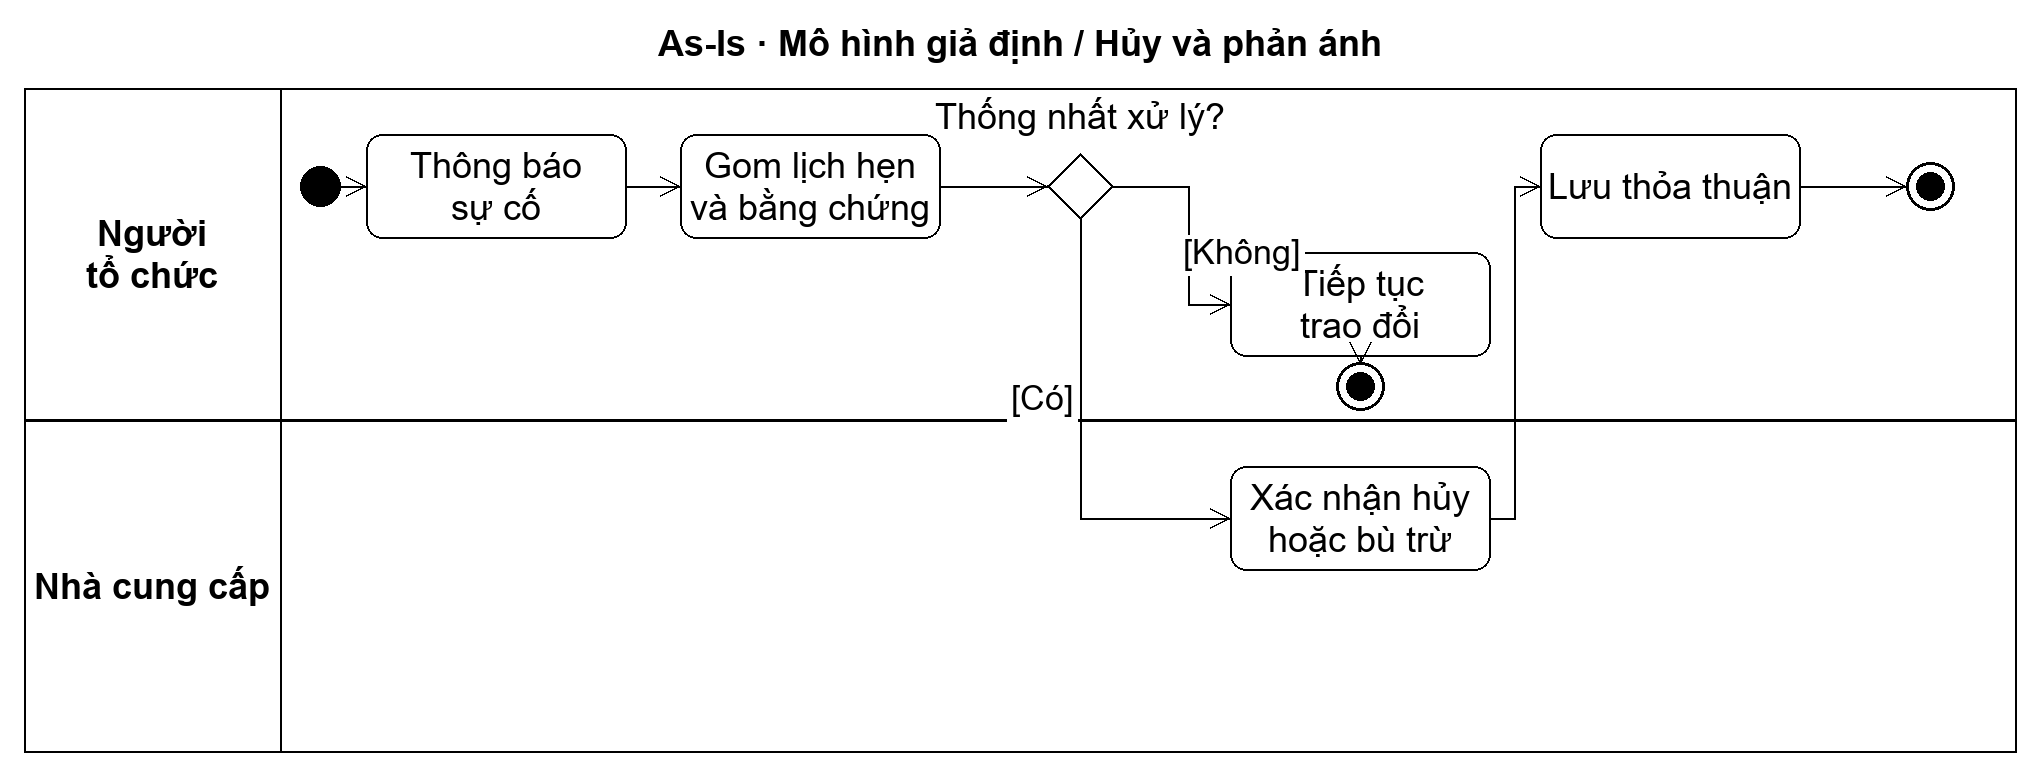 As-Is · Mô hình giả định / Hủy và phản ánh
Người
tổ chức
Thông báo
sự cố
Gom lịch hẹn
và bằng chứng
Thống nhất xử lý?
[Không]
Tiếp tục
trao đổi
Lưu thỏa thuận
[Có]
Nhà cung cấp
Xác nhận hủy
hoặc bù trừ